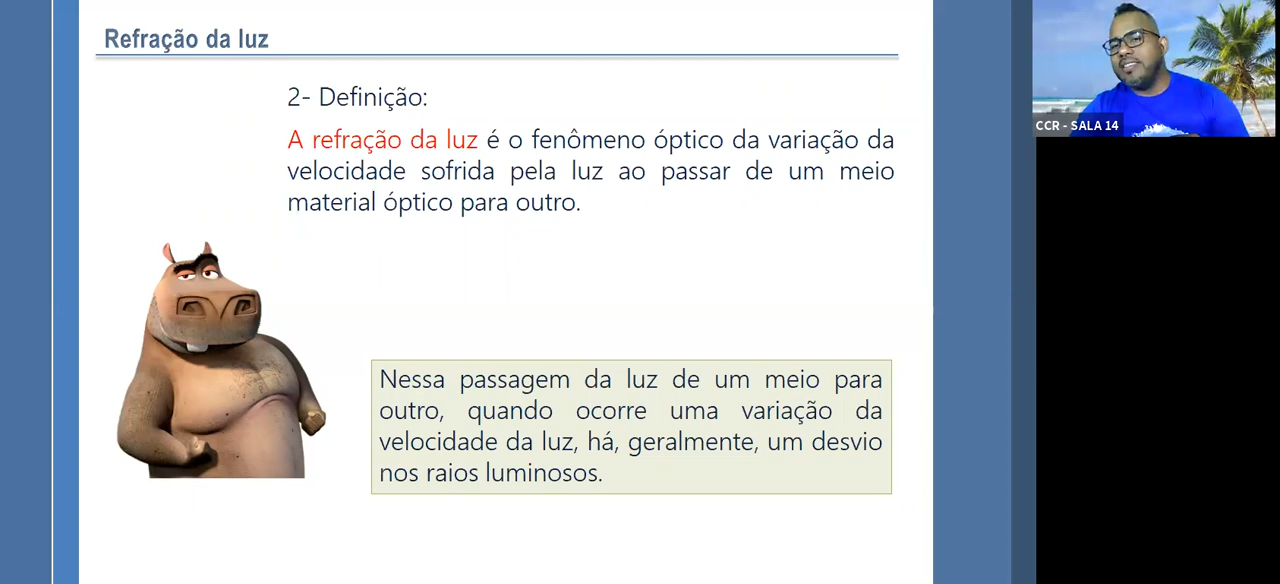 Refração da luz
2- Definição:
A refração da luz é o fenômeno óptico da variação da
velocidade sofrida pela luz ao passar de um meio
material óptico para outro.
Nessa passagem da luz de um meio para
outro, quando ocorre uma variação da
velocidade da luz, há, geralmente, um desvio
nos raios luminosos.
CCR - SALA 14